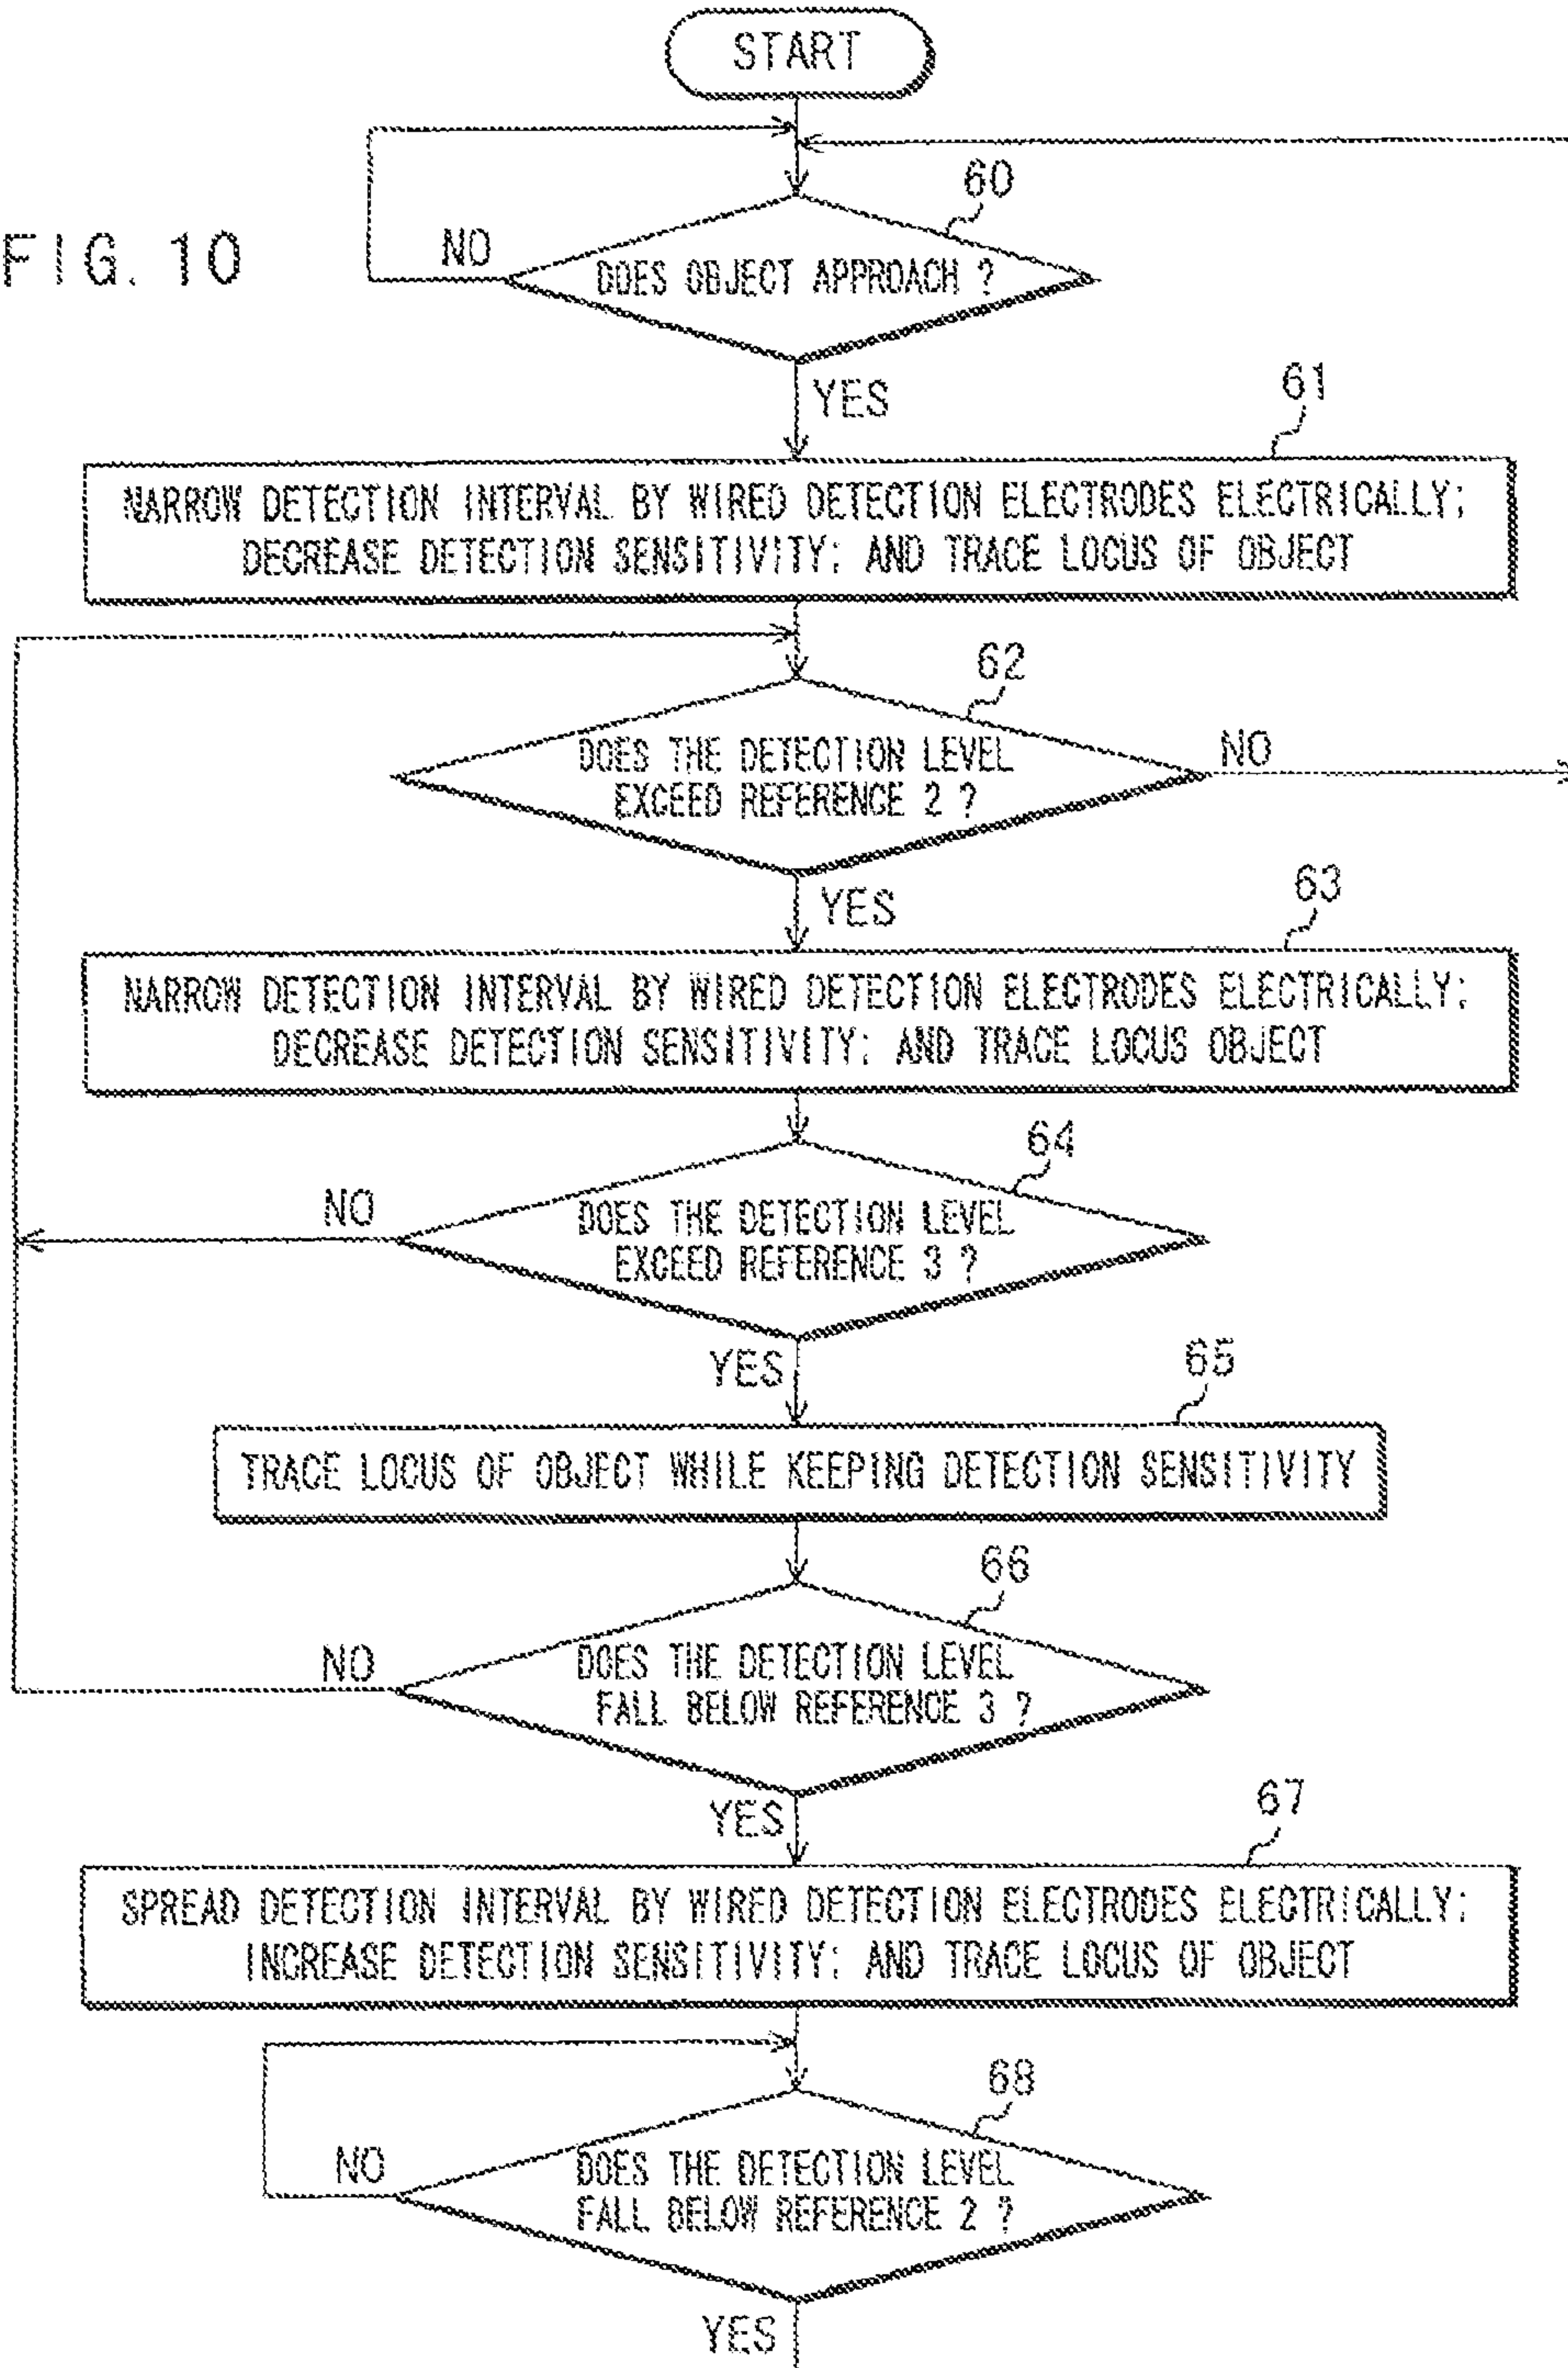 START
FIG. 10
60
NO
DOES OBJECT APPROACH ?
YES
61
NARROW DETECTION INTERVAL BY WIRED DETECTION ELECTRODES ELECTRICALLY;
DECREASE DETECTION SENSITIVITY; AND TRACE LOCUS OF OBJECT
62
DOES THE DETECTION LEVEL
EXCEED REFERENCE 2 ?
NO
YES
63
NARROW DETECTION INTERVAL BY WIRED DETECTION ELECTRODES ELECTRICALLY;
DECREASE DETECTION SENSITIVITY; AND TRACE LOCUS OBJECT
64
NO
DOES THE DETECTION LEVEL
EXCEED REFERENCE 3 ?
YES
65
TRACE LOCUS OF OBJECT WHILE KEEPING DETECTION SENSITIVITY
66
NO
DOES THE DETECTION LEVEL
FALL BELOW REFERENCE 3 ?
YES
67
SPREAD DETECTION INTERVAL BY WIRED DETECTION ELECTRODES ELECTRICALLY;
INCREASE DETECTION SENSITIVITY; AND TRACE LOCUS OF OBJECT
68
NO
DOES THE DETECTION LEVEL
FALL BELOW REFERENCE 2 ?
YES